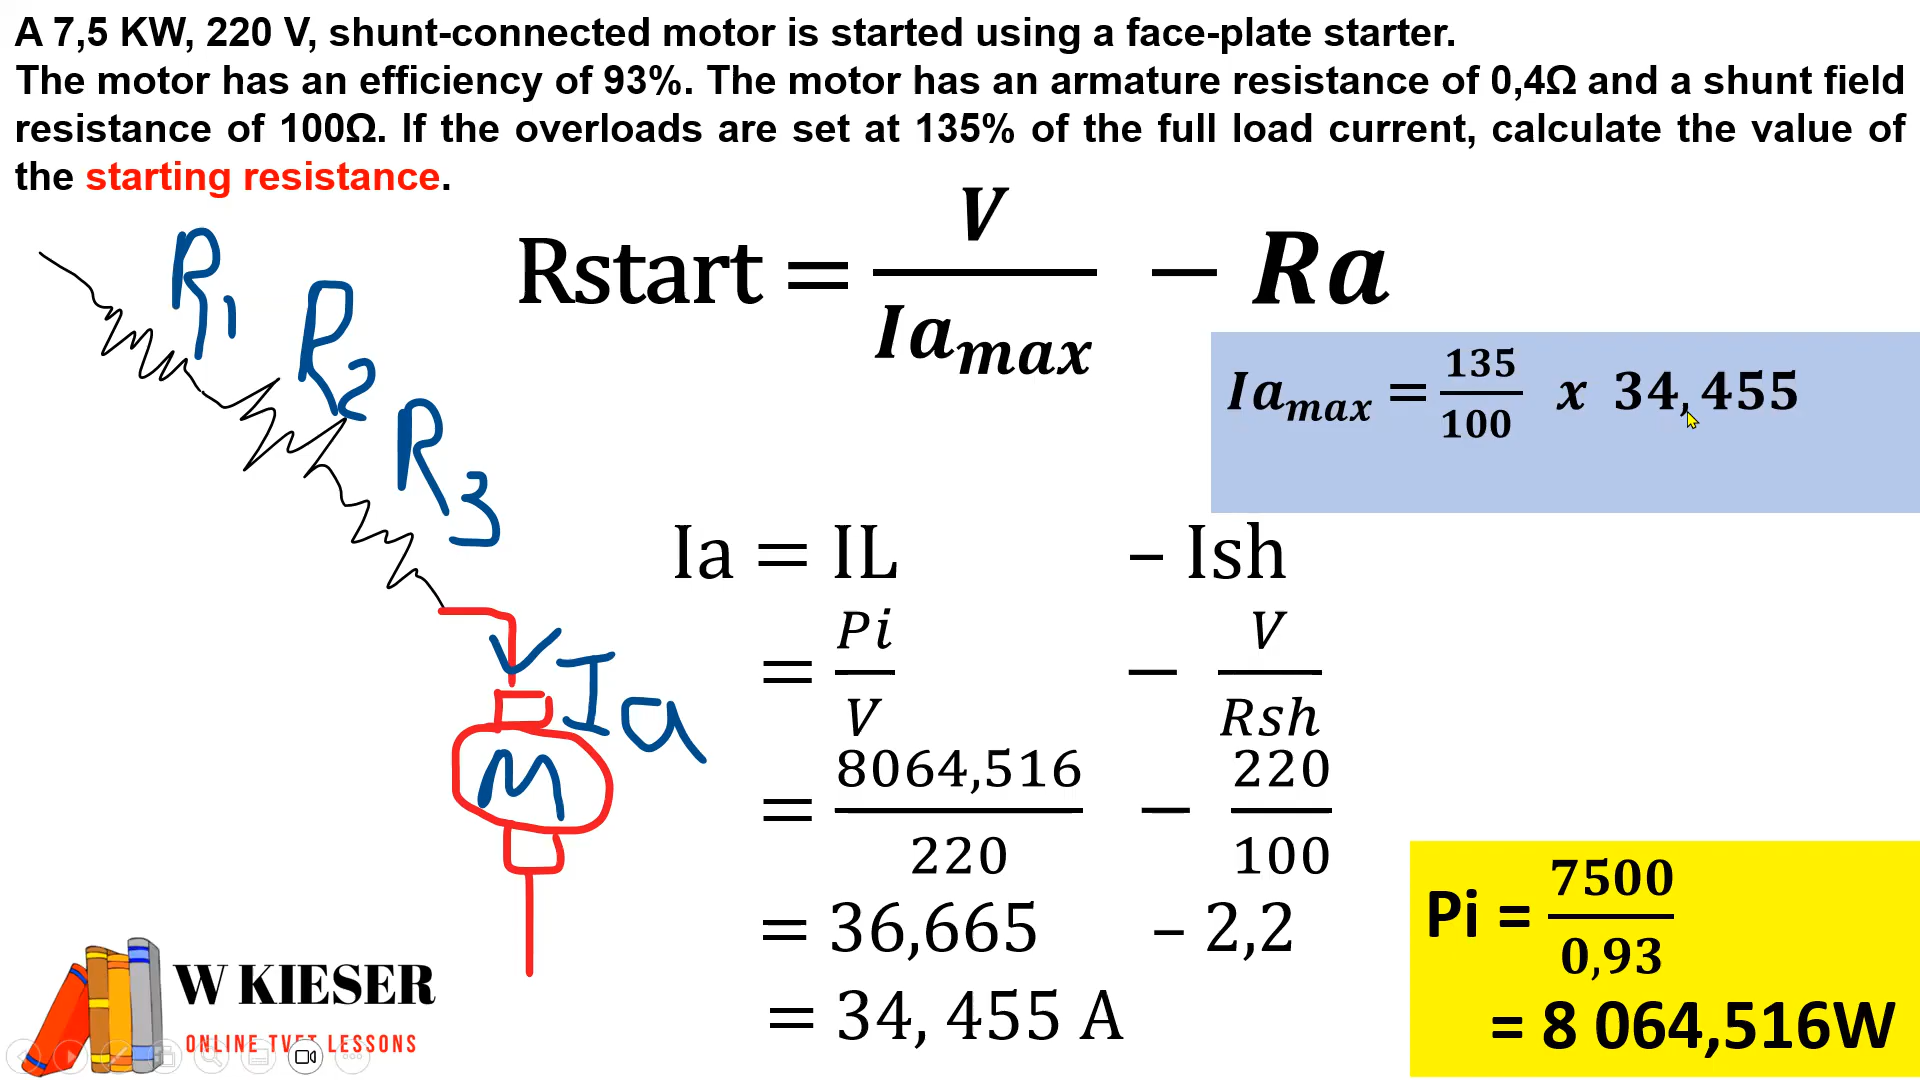 A 7,5 KW, 220 V, shunt-connected motor is started using a face-plate starter.
The motor has an efficiency of 93%. The motor has an armature resistance of 0,4Ω and a shunt field
resistance of 100Ω. If the overloads are set at 135% of the full load current, calculate the value of
the starting resistance.
R1
R2
R3
Rstart = V / Ia_max − Ra
Ia_max = 135/100 x 34,455
Ia = IL – Ish
= Pi/V − V/Rsh
= 8064,516/220 − 220/100
= 36,665 – 2,2
= 34, 455 A
Ia
M
Pi = 7500/0,93
= 8 064,516W
W KIESER
ONLINE TVET LESSONS